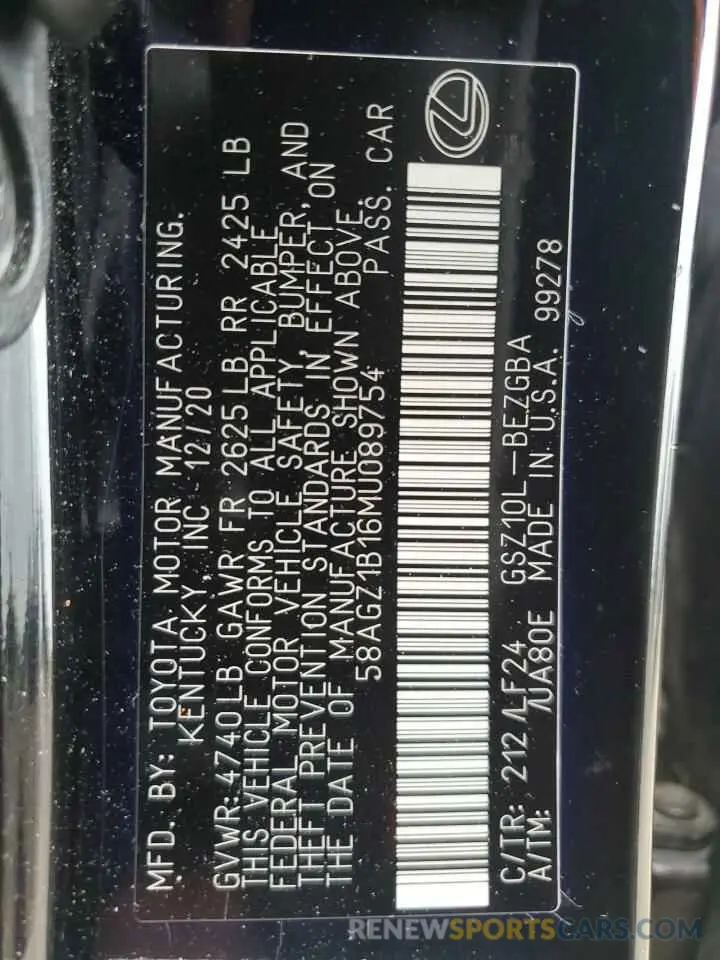 MFD. BY: TOYOTA MOTOR MANUFACTURING.
KENTUCKY, INC 12/20
GVWR: 4740LB GAWR FR 2625LB RR 2425 LB
THIS VEHICLE CONFORMS TO ALL APPLICABLE
FEDERAL MOTOR VEHICLE SAFETY, BUMPER, AND
THEFT PREVENTION STANDARDS IN EFFECT ON
THE DATE OF MANUFACTURE SHOWN ABOVE.
58AGZ1B16MU089754 PASS. CAR
C/TR: 212 /LF24 GSZ10L-BEZGBA
A/TM: /UA80E MADE IN U.S.A. 99278
RENEWSPORTSCARS.COM